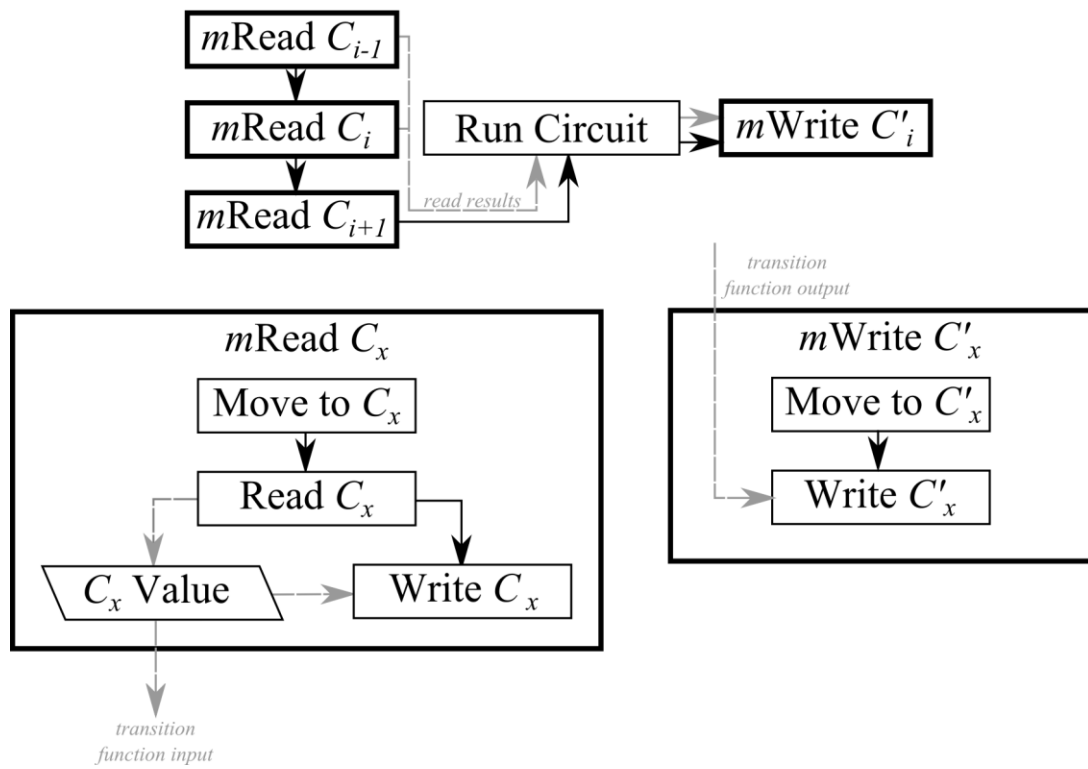 mRead C_{i-1}
mRead C_i
mRead C_{i+1}
Run Circuit
mWrite C'_i
read results
transition
function output
mRead C_x
Move to C_x
Read C_x
C_x Value
Write C_x
transition
function input
mWrite C'_x
Move to C'_x
Write C'_x